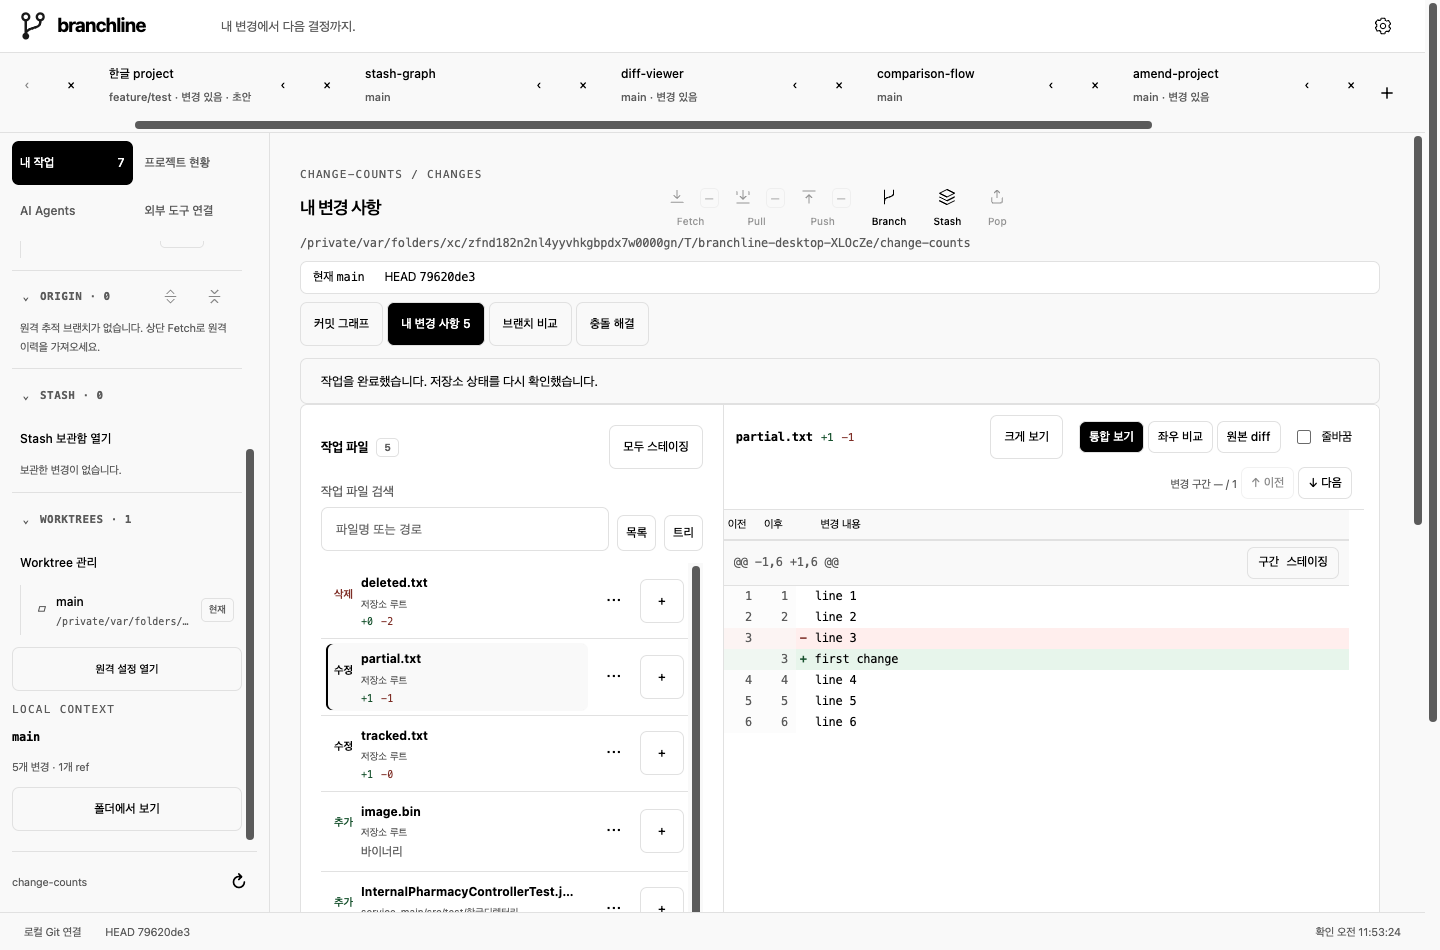 branchline
내 변경에서 다음 결정까지.
한글 project
feature/test · 변경 있음 · 초안
stash-graph
main
diff-viewer
main · 변경 있음
comparison-flow
main
amend-project
main · 변경 있음
내 작업 7
프로젝트 현황
AI Agents
외부 도구 연결
ORIGIN · 0
원격 추적 브랜치가 없습니다. 상단 Fetch로 원격
이력을 가져오세요.
STASH · 0
Stash 보관함 열기
보관한 변경이 없습니다.
WORKTREES · 1
Worktree 관리
main
/private/var/folders/…
현재
원격 설정 열기
LOCAL CONTEXT
main
5개 변경 · 1개 ref
폴더에서 보기
change-counts
CHANGE-COUNTS / CHANGES
내 변경 사항
Fetch
Pull
Push
Branch
Stash
Pop
/private/var/folders/xc/zfnd182n2nl4yyvhkgbpdx7w0000gn/T/branchline-desktop-XLOcZe/change-counts
현재 main HEAD 79620de3
커밋 그래프
내 변경 사항 5
브랜치 비교
충돌 해결
작업을 완료했습니다. 저장소 상태를 다시 확인했습니다.
작업 파일 5
모두 스테이징
작업 파일 검색
파일명 또는 경로
목록
트리
삭제
deleted.txt
저장소 루트
+0 −2
수정
partial.txt
저장소 루트
+1 −1
수정
tracked.txt
저장소 루트
+1 −0
추가
image.bin
저장소 루트
바이너리
추가
InternalPharmacyControllerTest.j...
partial.txt +1 −1
크게 보기
통합 보기
좌우 비교
원본 diff
줄바꿈
변경 구간 — / 1
↑ 이전
↓ 다음
이전 이후 변경 내용
@@ −1,6 +1,6 @@
구간 스테이징
1 1 line 1
2 2 line 2
3 − line 3
3 + first change
4 4 line 4
5 5 line 5
6 6 line 6
로컬 Git 연결
HEAD 79620de3
확인 오전 11:53:24